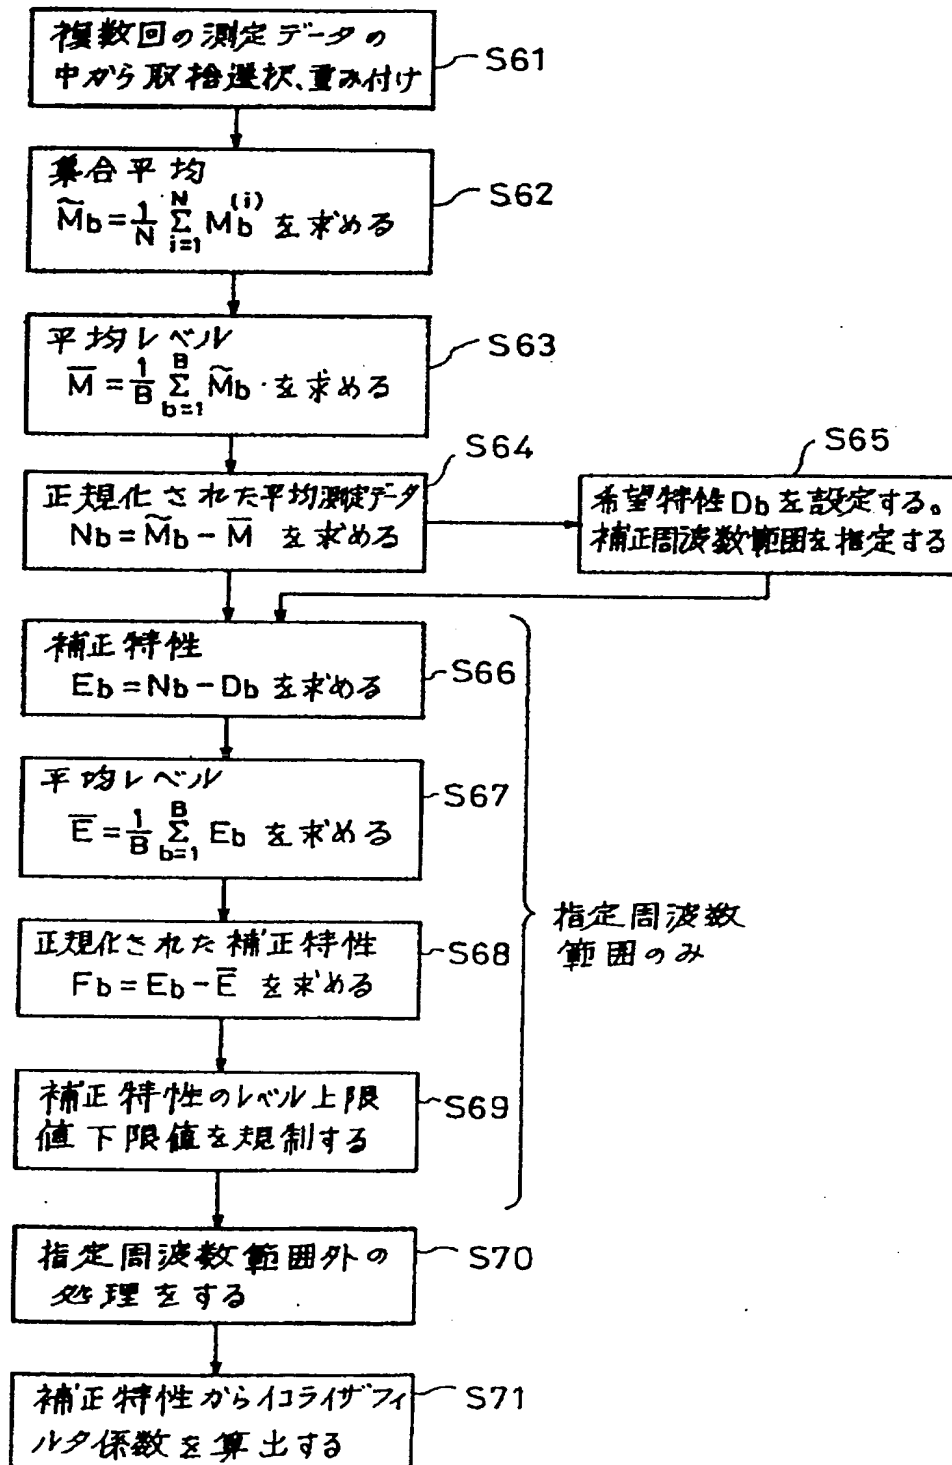 複数回の測定データの
中から取捨選択、重み付け
S61
集合平均
M̃b = 1/N Σ_{i=1}^{N} Mb^(i) を求める
S62
平均レベル
M̅ = 1/B Σ_{b=1}^{B} M̃b を求める
S63
正規化された平均測定データ
Nb = M̃b − M̅ を求める
S64
希望特性Dbを設定する。
補正周波数範囲を指定する
S65
補正特性
Eb = Nb − Db を求める
S66
平均レベル
E̅ = 1/B Σ_{b=1}^{B} Eb を求める
S67
正規化された補正特性
Fb = Eb − E̅ を求める
S68
補正特性のレベル上限
値下限値を規制する
S69
指定周波数
範囲のみ
指定周波数範囲外の
処理をする
S70
補正特性からイコライザフィ
ルタ係数を算出する
S71